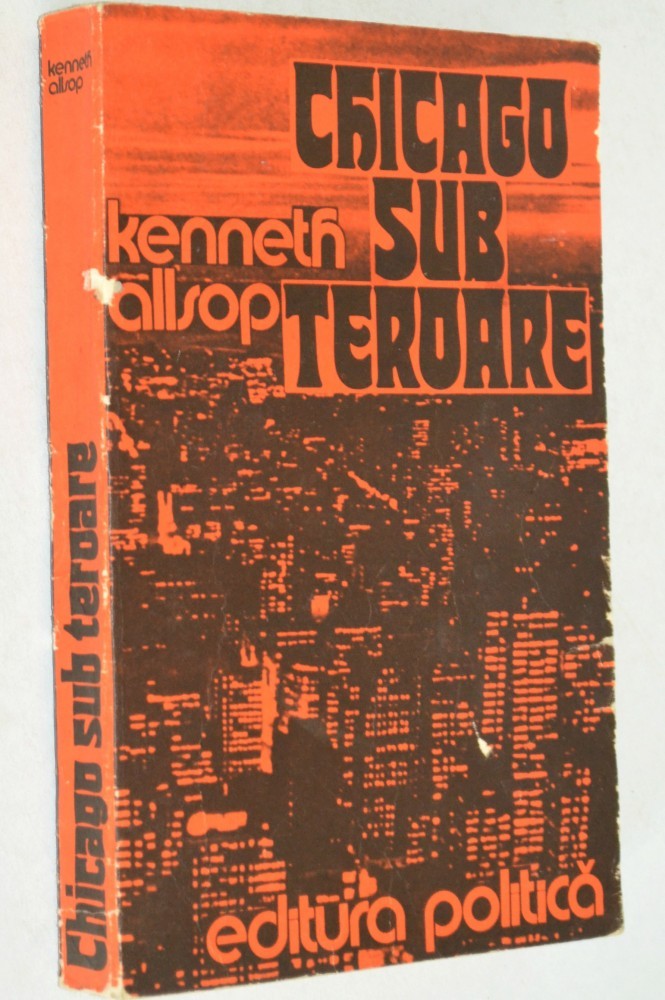 kenneth
allsop
Chicago sub teroare
CHICAGO
SUB
TEROARE
kenneth
allsop
editura politică